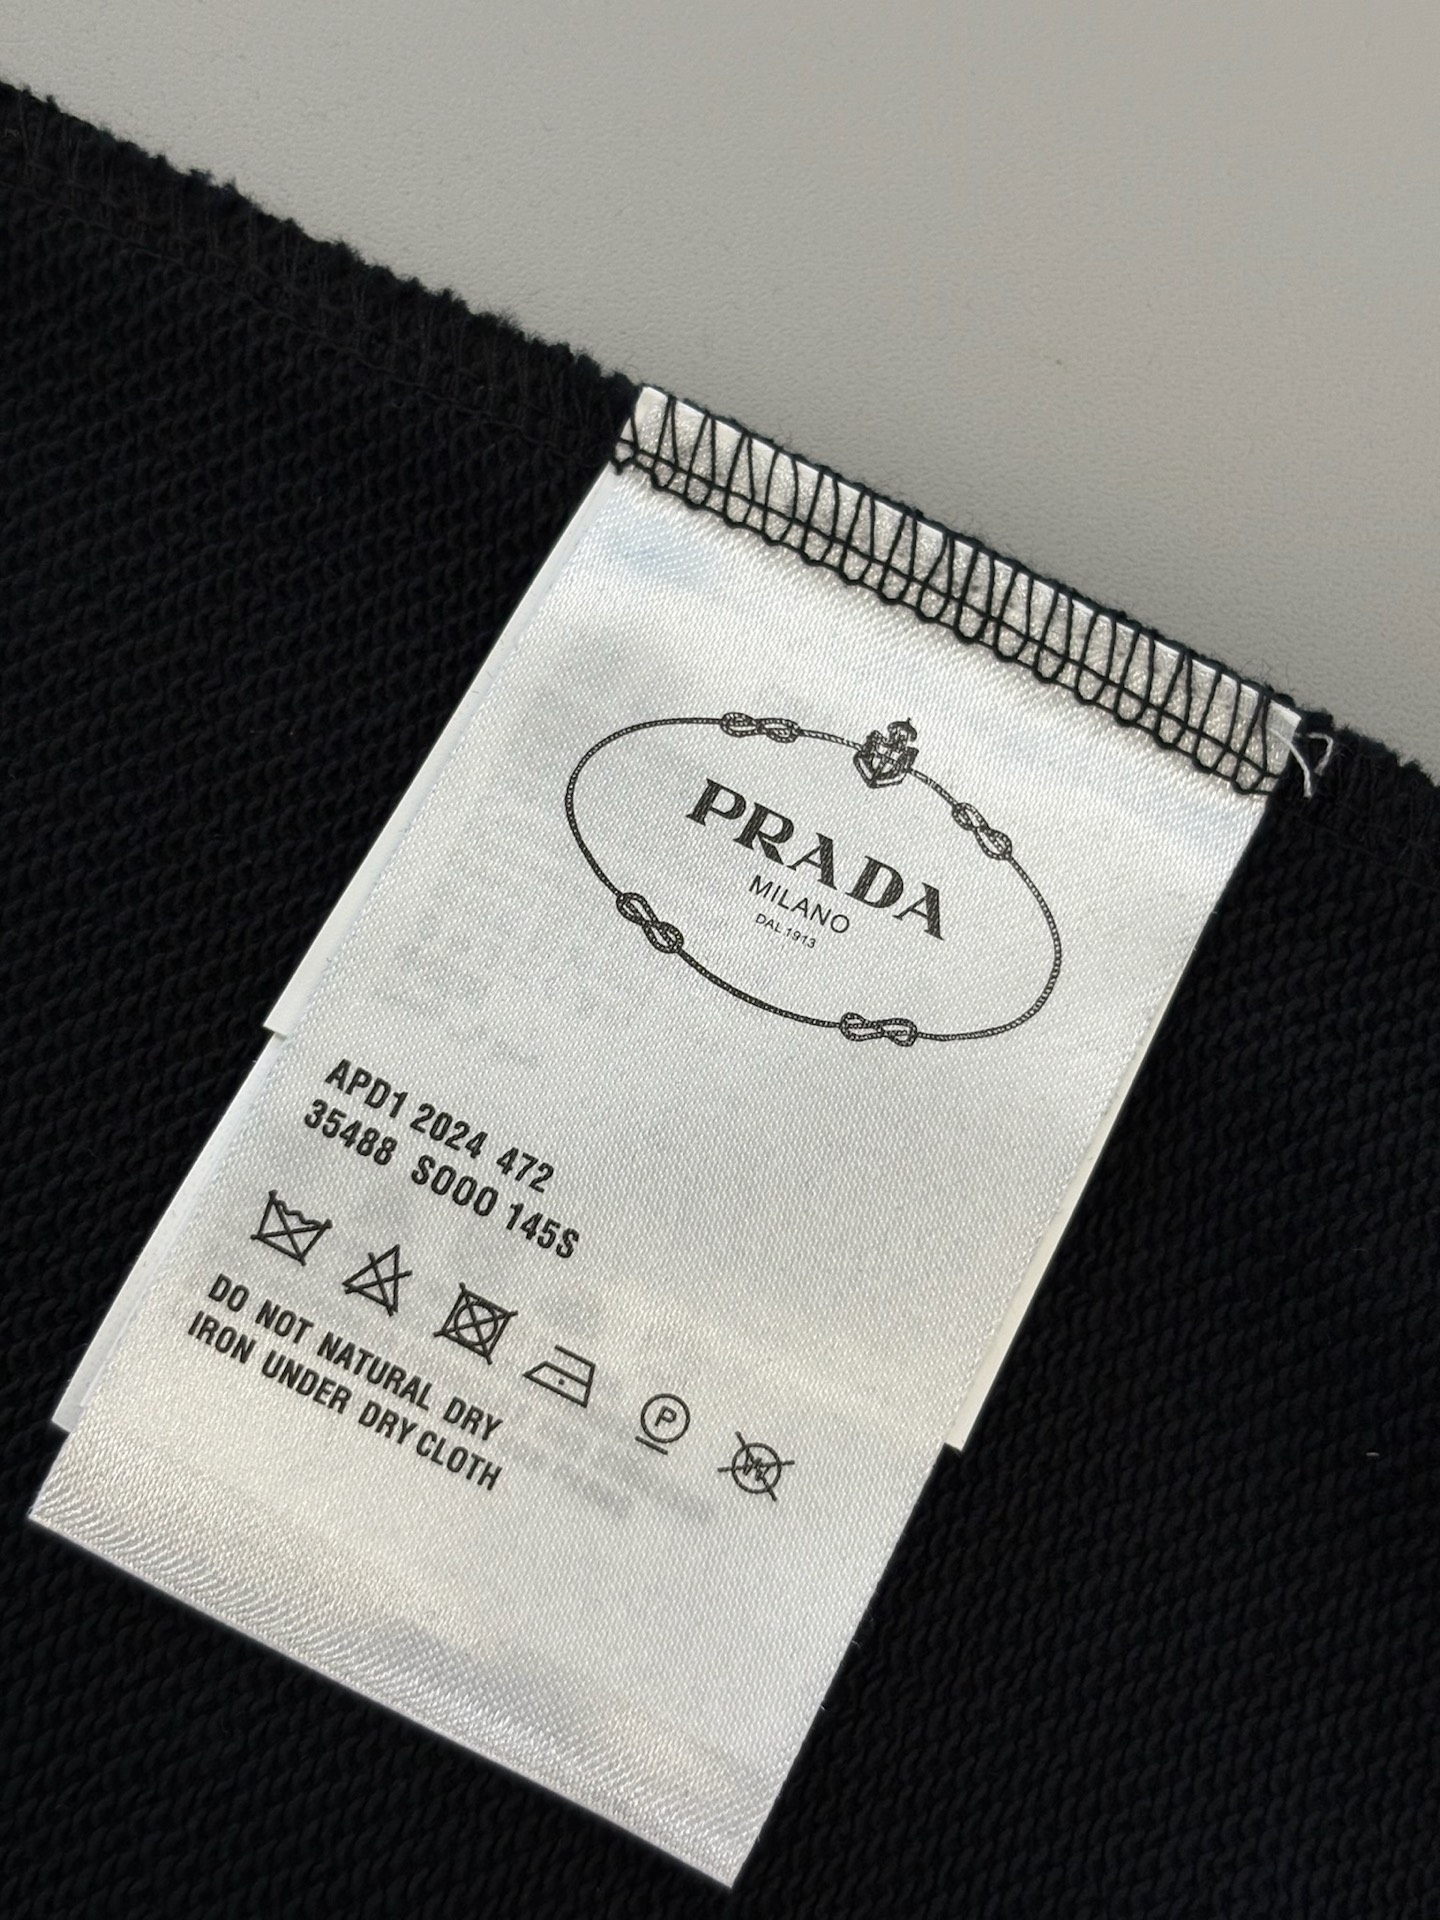 PRADA
MILANO
DAL 1913
APD1 2024 472
35488 S000 145S
P
W
DO NOT NATURAL DRY
IRON UNDER DRY CLOTH